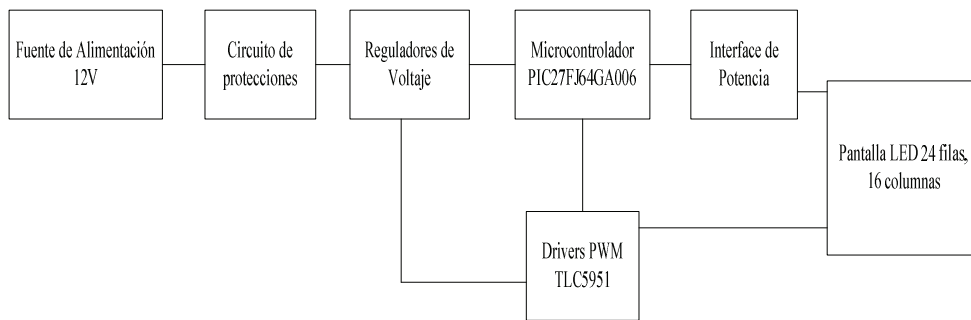 Fuente de Alimentación
12V
Circuito de
protecciones
Reguladores de
Voltaje
Microcontrolador
PIC27FJ64GA006
Interface de
Potencia
Pantalla LED 24 filas,
16 columnas
Drivers PWM
TLC5951